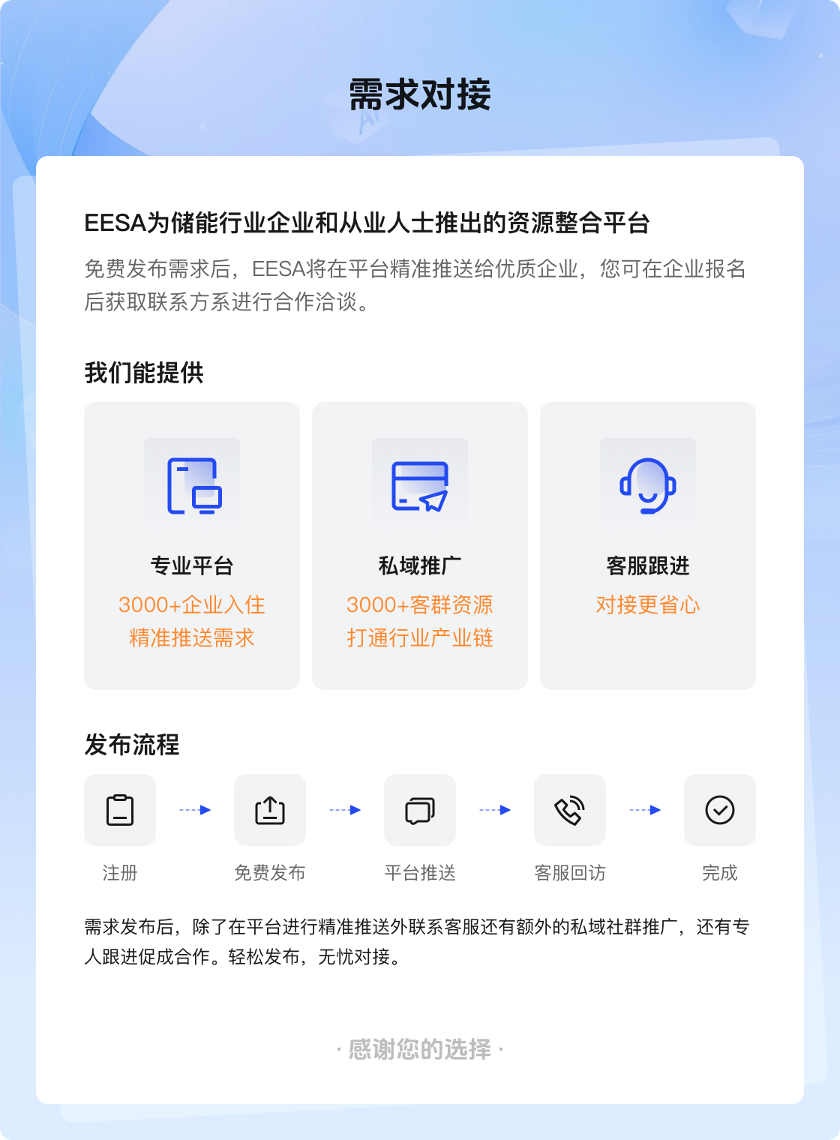 需求对接
EESA为储能行业企业和从业人士推出的资源整合平台
免费发布需求后，EESA将在平台精准推送给优质企业，您可在企业报名
后获取联系方系进行合作洽谈。
我们能提供
专业平台
3000+企业入住
精准推送需求
私域推广
3000+客群资源
打通行业产业链
客服跟进
对接更省心
发布流程
注册
免费发布
平台推送
客服回访
完成
需求发布后，除了在平台进行精准推送外联系客服还有额外的私域社群推广，还有专
人跟进促成合作。轻松发布，无忧对接。
· 感谢您的选择 ·